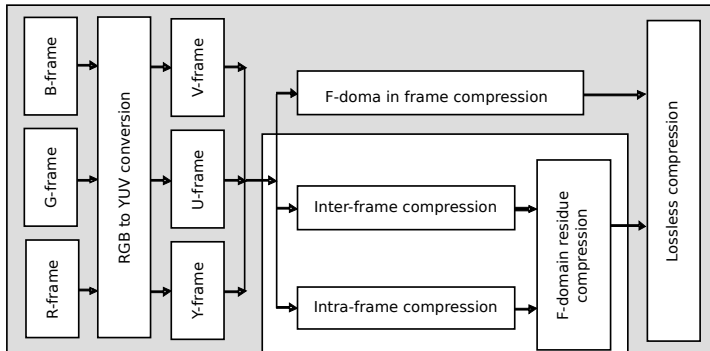 B-frame
G-frame
R-frame
RGB to YUV conversion
V-frame
U-frame
Y-frame
F-doma in frame compression
Inter-frame compression
Intra-frame compression
F-domain residue
compression
Lossless compression